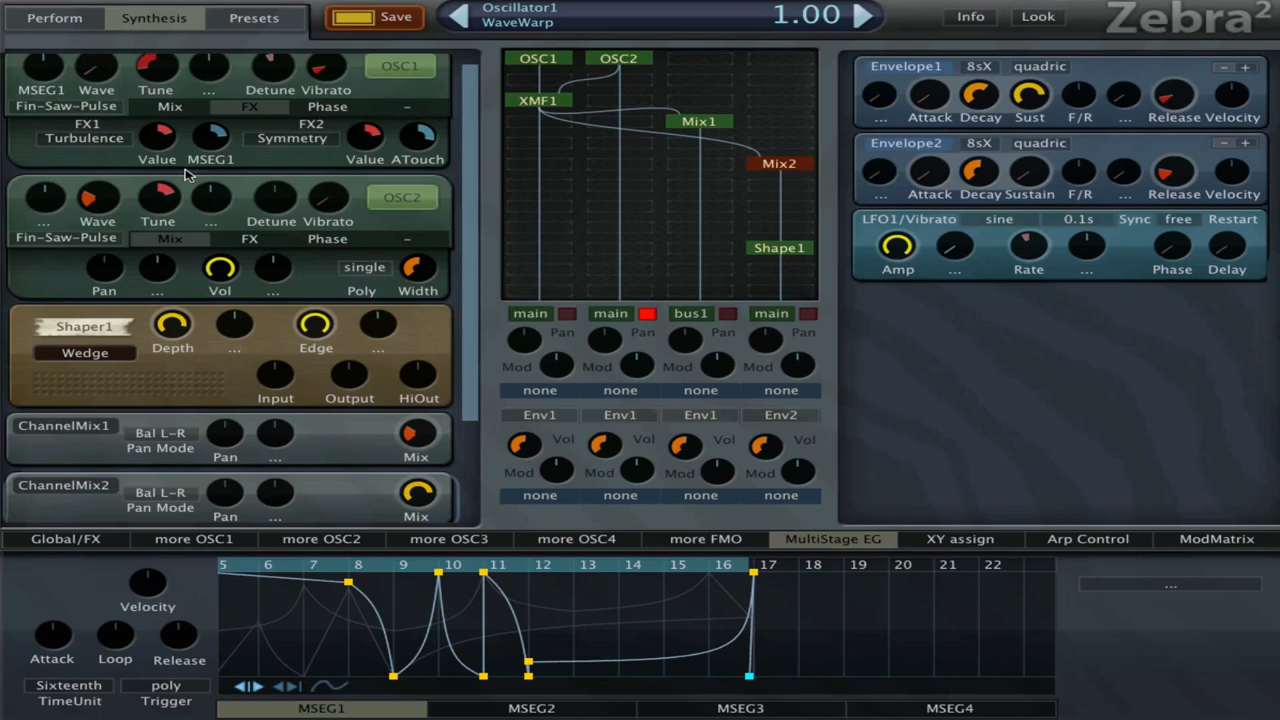 Perform Synthesis Presets Save
Oscillator1
WaveWarp
1.00
Info Look
Zebra²
MSEG1 Wave Tune ... Detune Vibrato OSC1
Fin-Saw-Pulse Mix FX Phase -
FX1
Turbulence
FX2
Symmetry
Value MSEG1 Value ATouch
OSC2
... Wave Tune ... Detune Vibrato
Fin-Saw-Pulse Mix FX Phase -
single
Pan ... Vol ... Poly Width
Shaper1
Wedge
Depth ... Edge ...
Input Output HiOut
ChannelMix1
Bal L-R
Pan Mode
Pan ... Mix
ChannelMix2
Bal L-R
Pan Mode
Pan ... Mix
OSC1 OSC2
XMF1
Mix1
Mix2
Shape1
main main bus1 main
Pan Pan Pan Pan
Mod Mod Mod Mod
none none none none
Env1 Env1 Env1 Env2
Vol Vol Vol Vol
Mod Mod Mod Mod
none none none none
Envelope1 8sX quadric - +
... Attack Decay Sust F/R ... Release Velocity
Envelope2 8sX quadric - +
... Attack Decay Sustain F/R ... Release Velocity
LFO1/Vibrato sine 0.1s Sync free Restart
Amp ... Rate ... Phase Delay
Global/FX more OSC1 more OSC2 more OSC3 more OSC4 more FMO MultiStage EG XY assign Arp Control ModMatrix
5 6 7 8 9 10 11 12 13 14 15 16 17 18 19 20 21 22
...
Velocity
Attack Loop Release
Sixteenth poly
TimeUnit Trigger
MSEG1 MSEG2 MSEG3 MSEG4